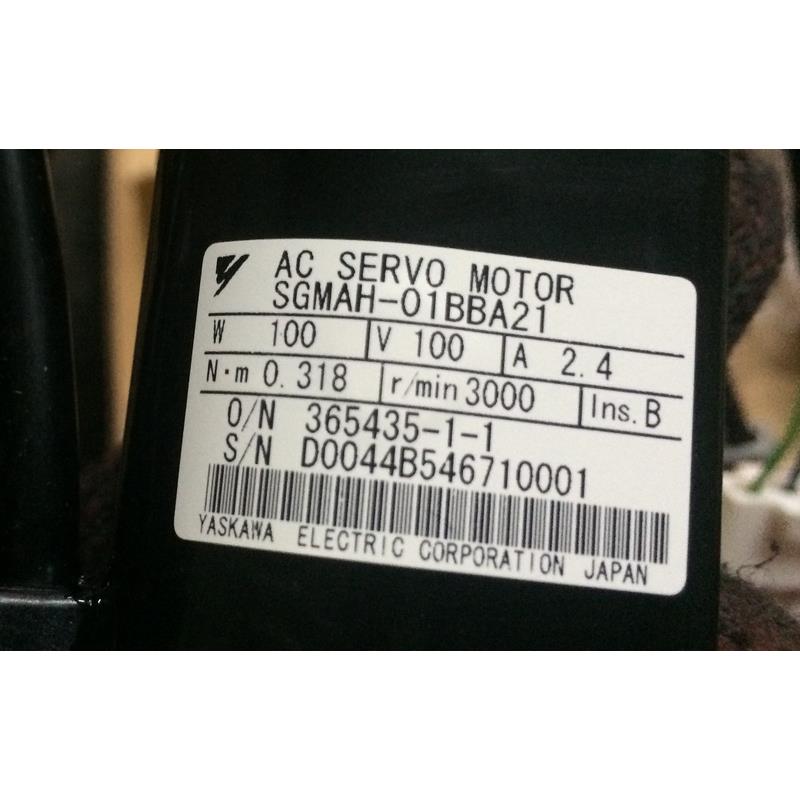 AC SERVO MOTOR
SGMAH-01BBA21
W 100 V 100 A 2.4
N·m 0.318 r/min 3000 Ins. B
O/N 365435-1-1
S/N D0044B546710001
YASKAWA ELECTRIC CORPORATION JAPAN